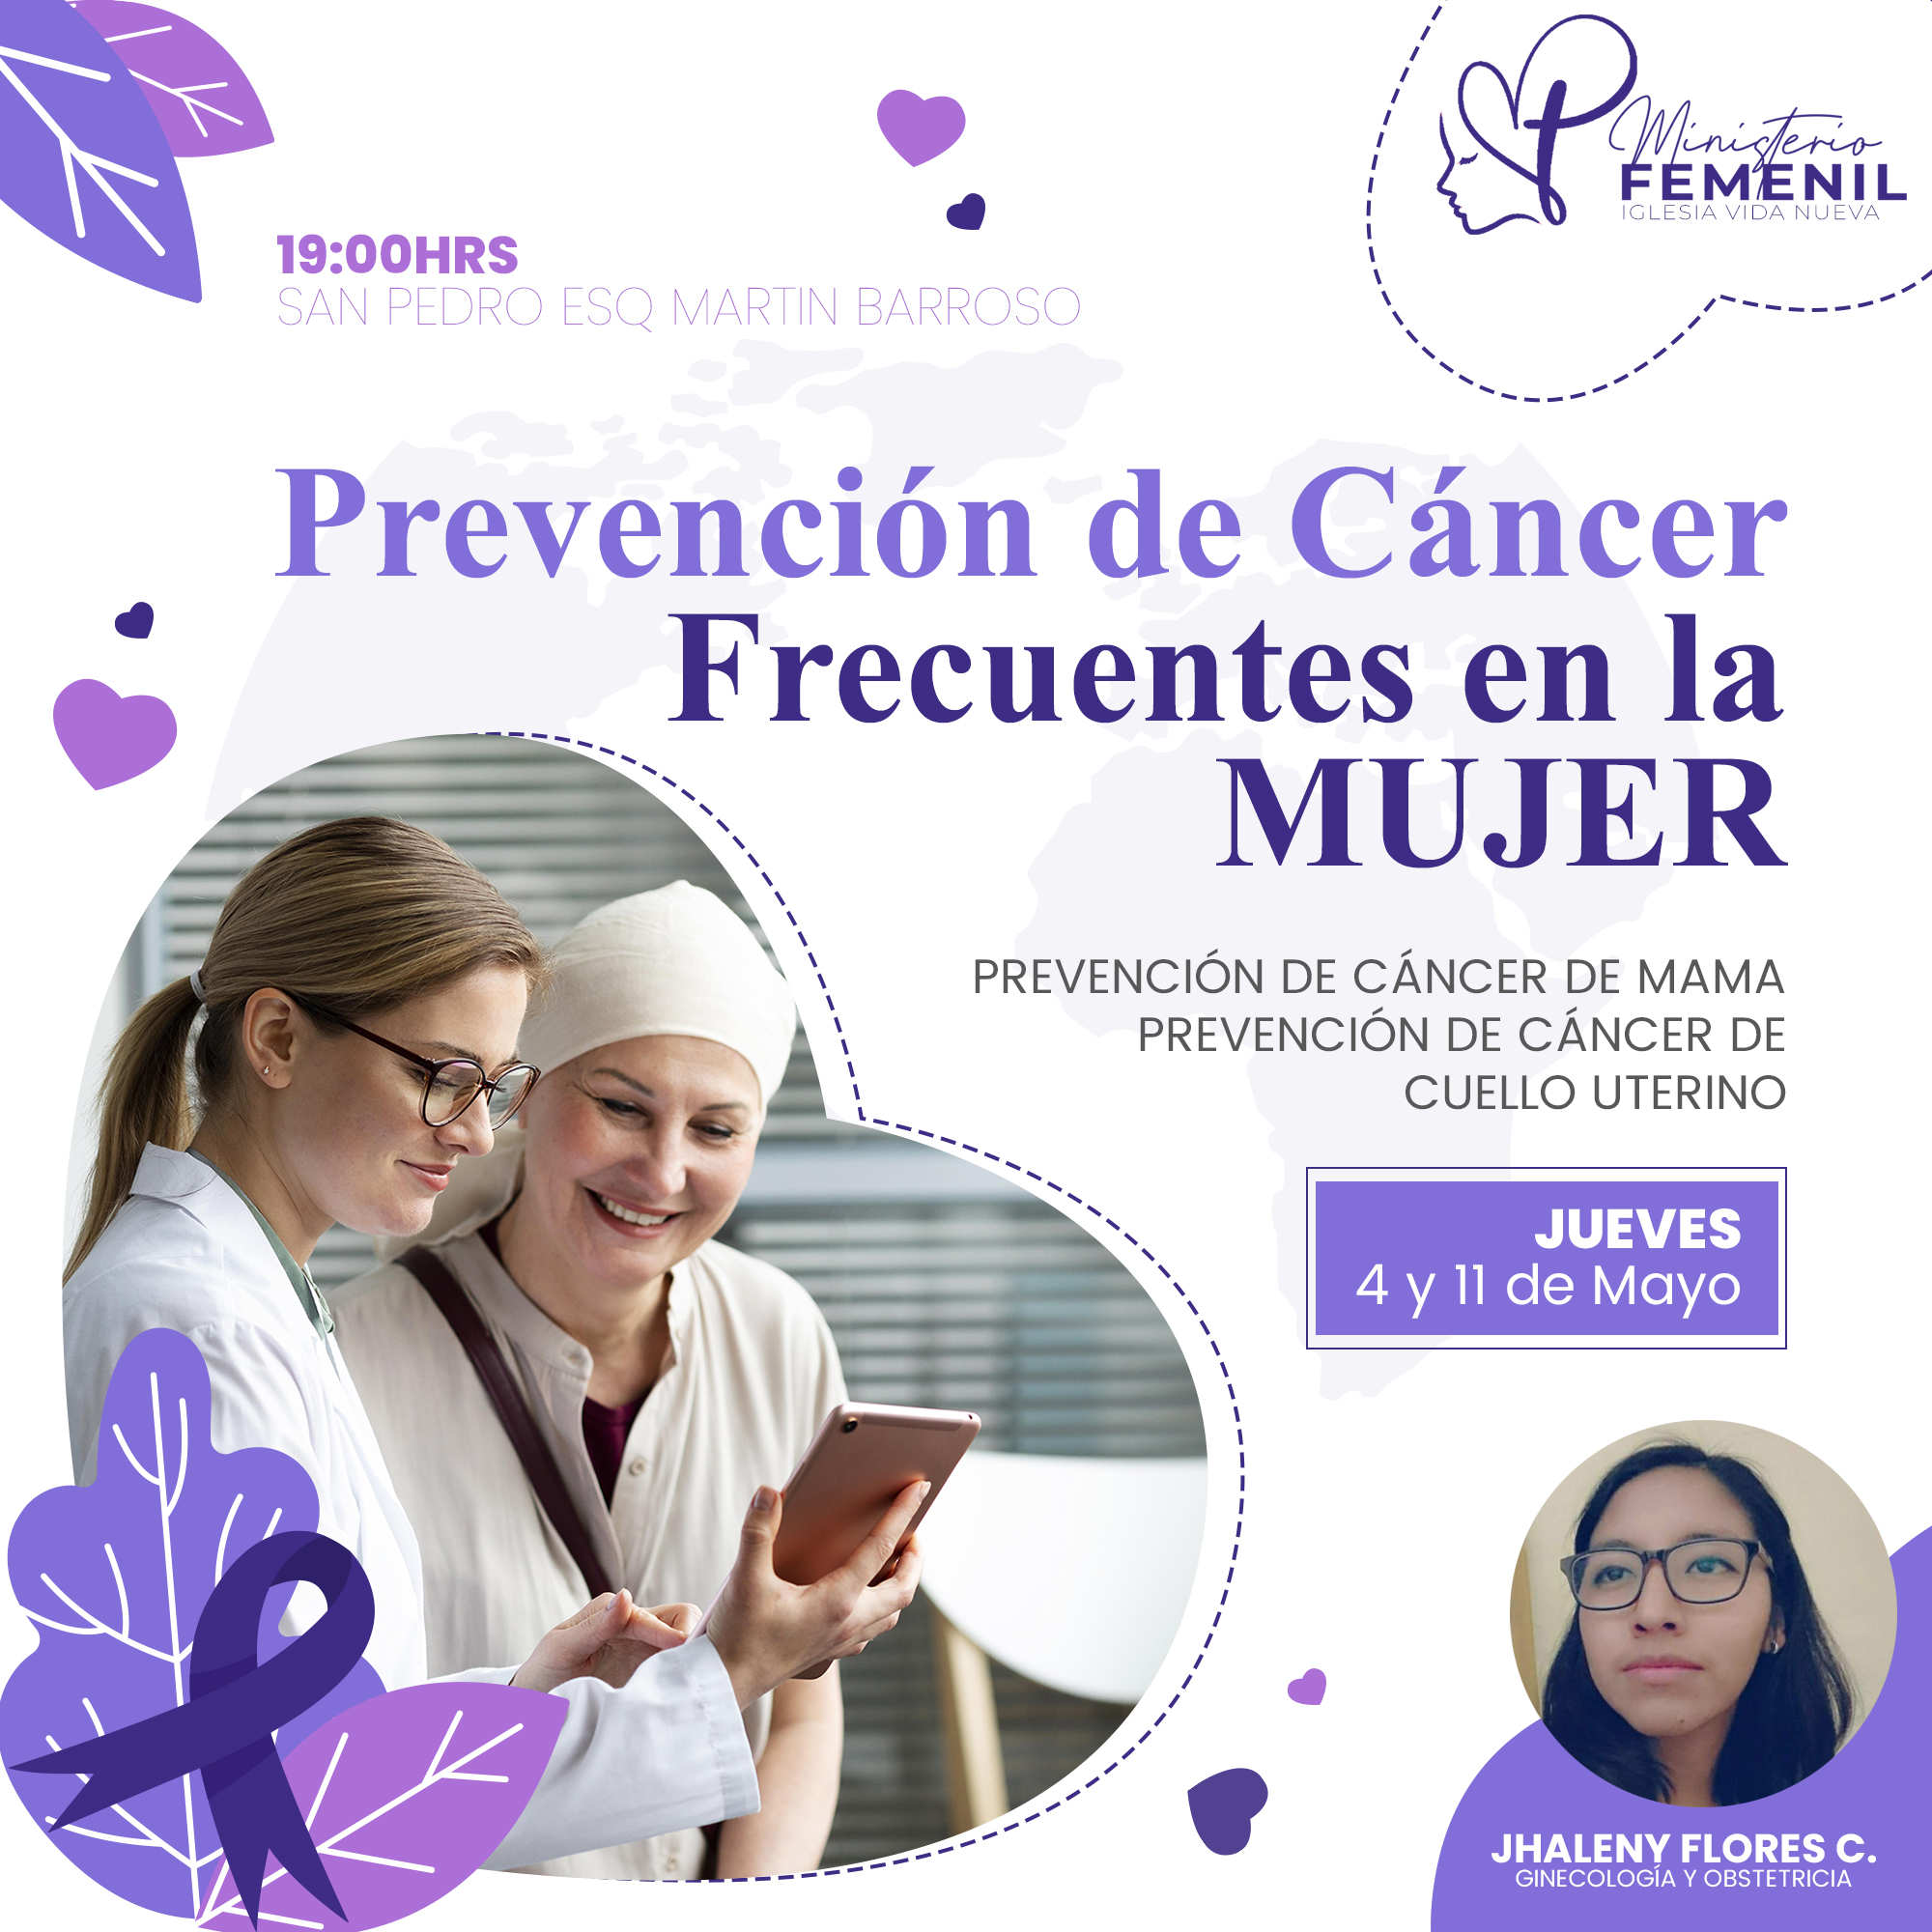 Ministerio
FEMENIL
IGLESIA VIDA NUEVA
19:00HRS
SAN PEDRO ESQ MARTIN BARROSO
Prevención de Cáncer
Frecuentes en la
MUJER
PREVENCIÓN DE CÁNCER DE MAMA
PREVENCIÓN DE CÁNCER DE
CUELLO UTERINO
JUEVES
4 y 11 de Mayo
JHALENY FLORES C.
GINECOLOGÍA Y OBSTETRICIA